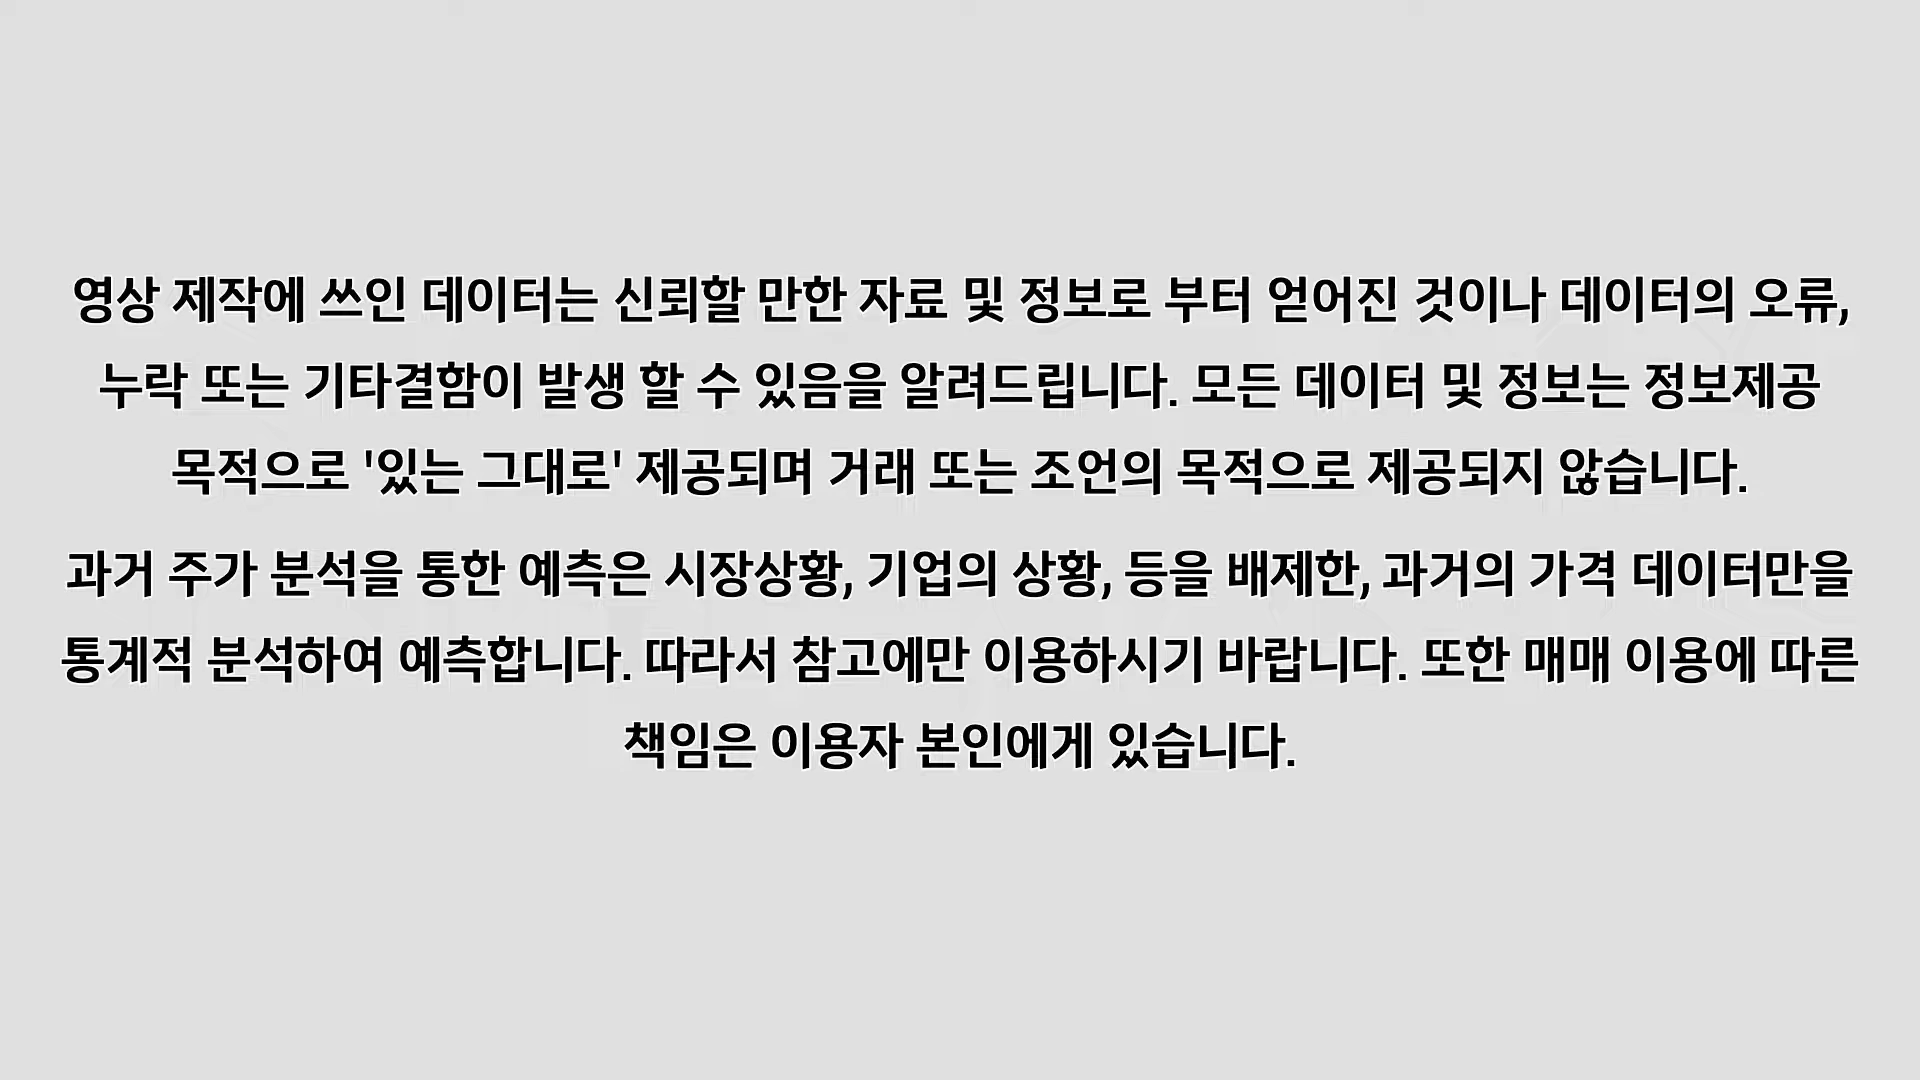 영상 제작에 쓰인 데이터는 신뢰할 만한 자료 및 정보로 부터 얻어진 것이나 데이터의 오류,
누락 또는 기타결함이 발생 할 수 있음을 알려드립니다. 모든 데이터 및 정보는 정보제공
목적으로 '있는 그대로' 제공되며 거래 또는 조언의 목적으로 제공되지 않습니다.
과거 주가 분석을 통한 예측은 시장상황, 기업의 상황, 등을 배제한, 과거의 가격 데이터만을
통계적 분석하여 예측합니다. 따라서 참고에만 이용하시기 바랍니다. 또한 매매 이용에 따른
책임은 이용자 본인에게 있습니다.